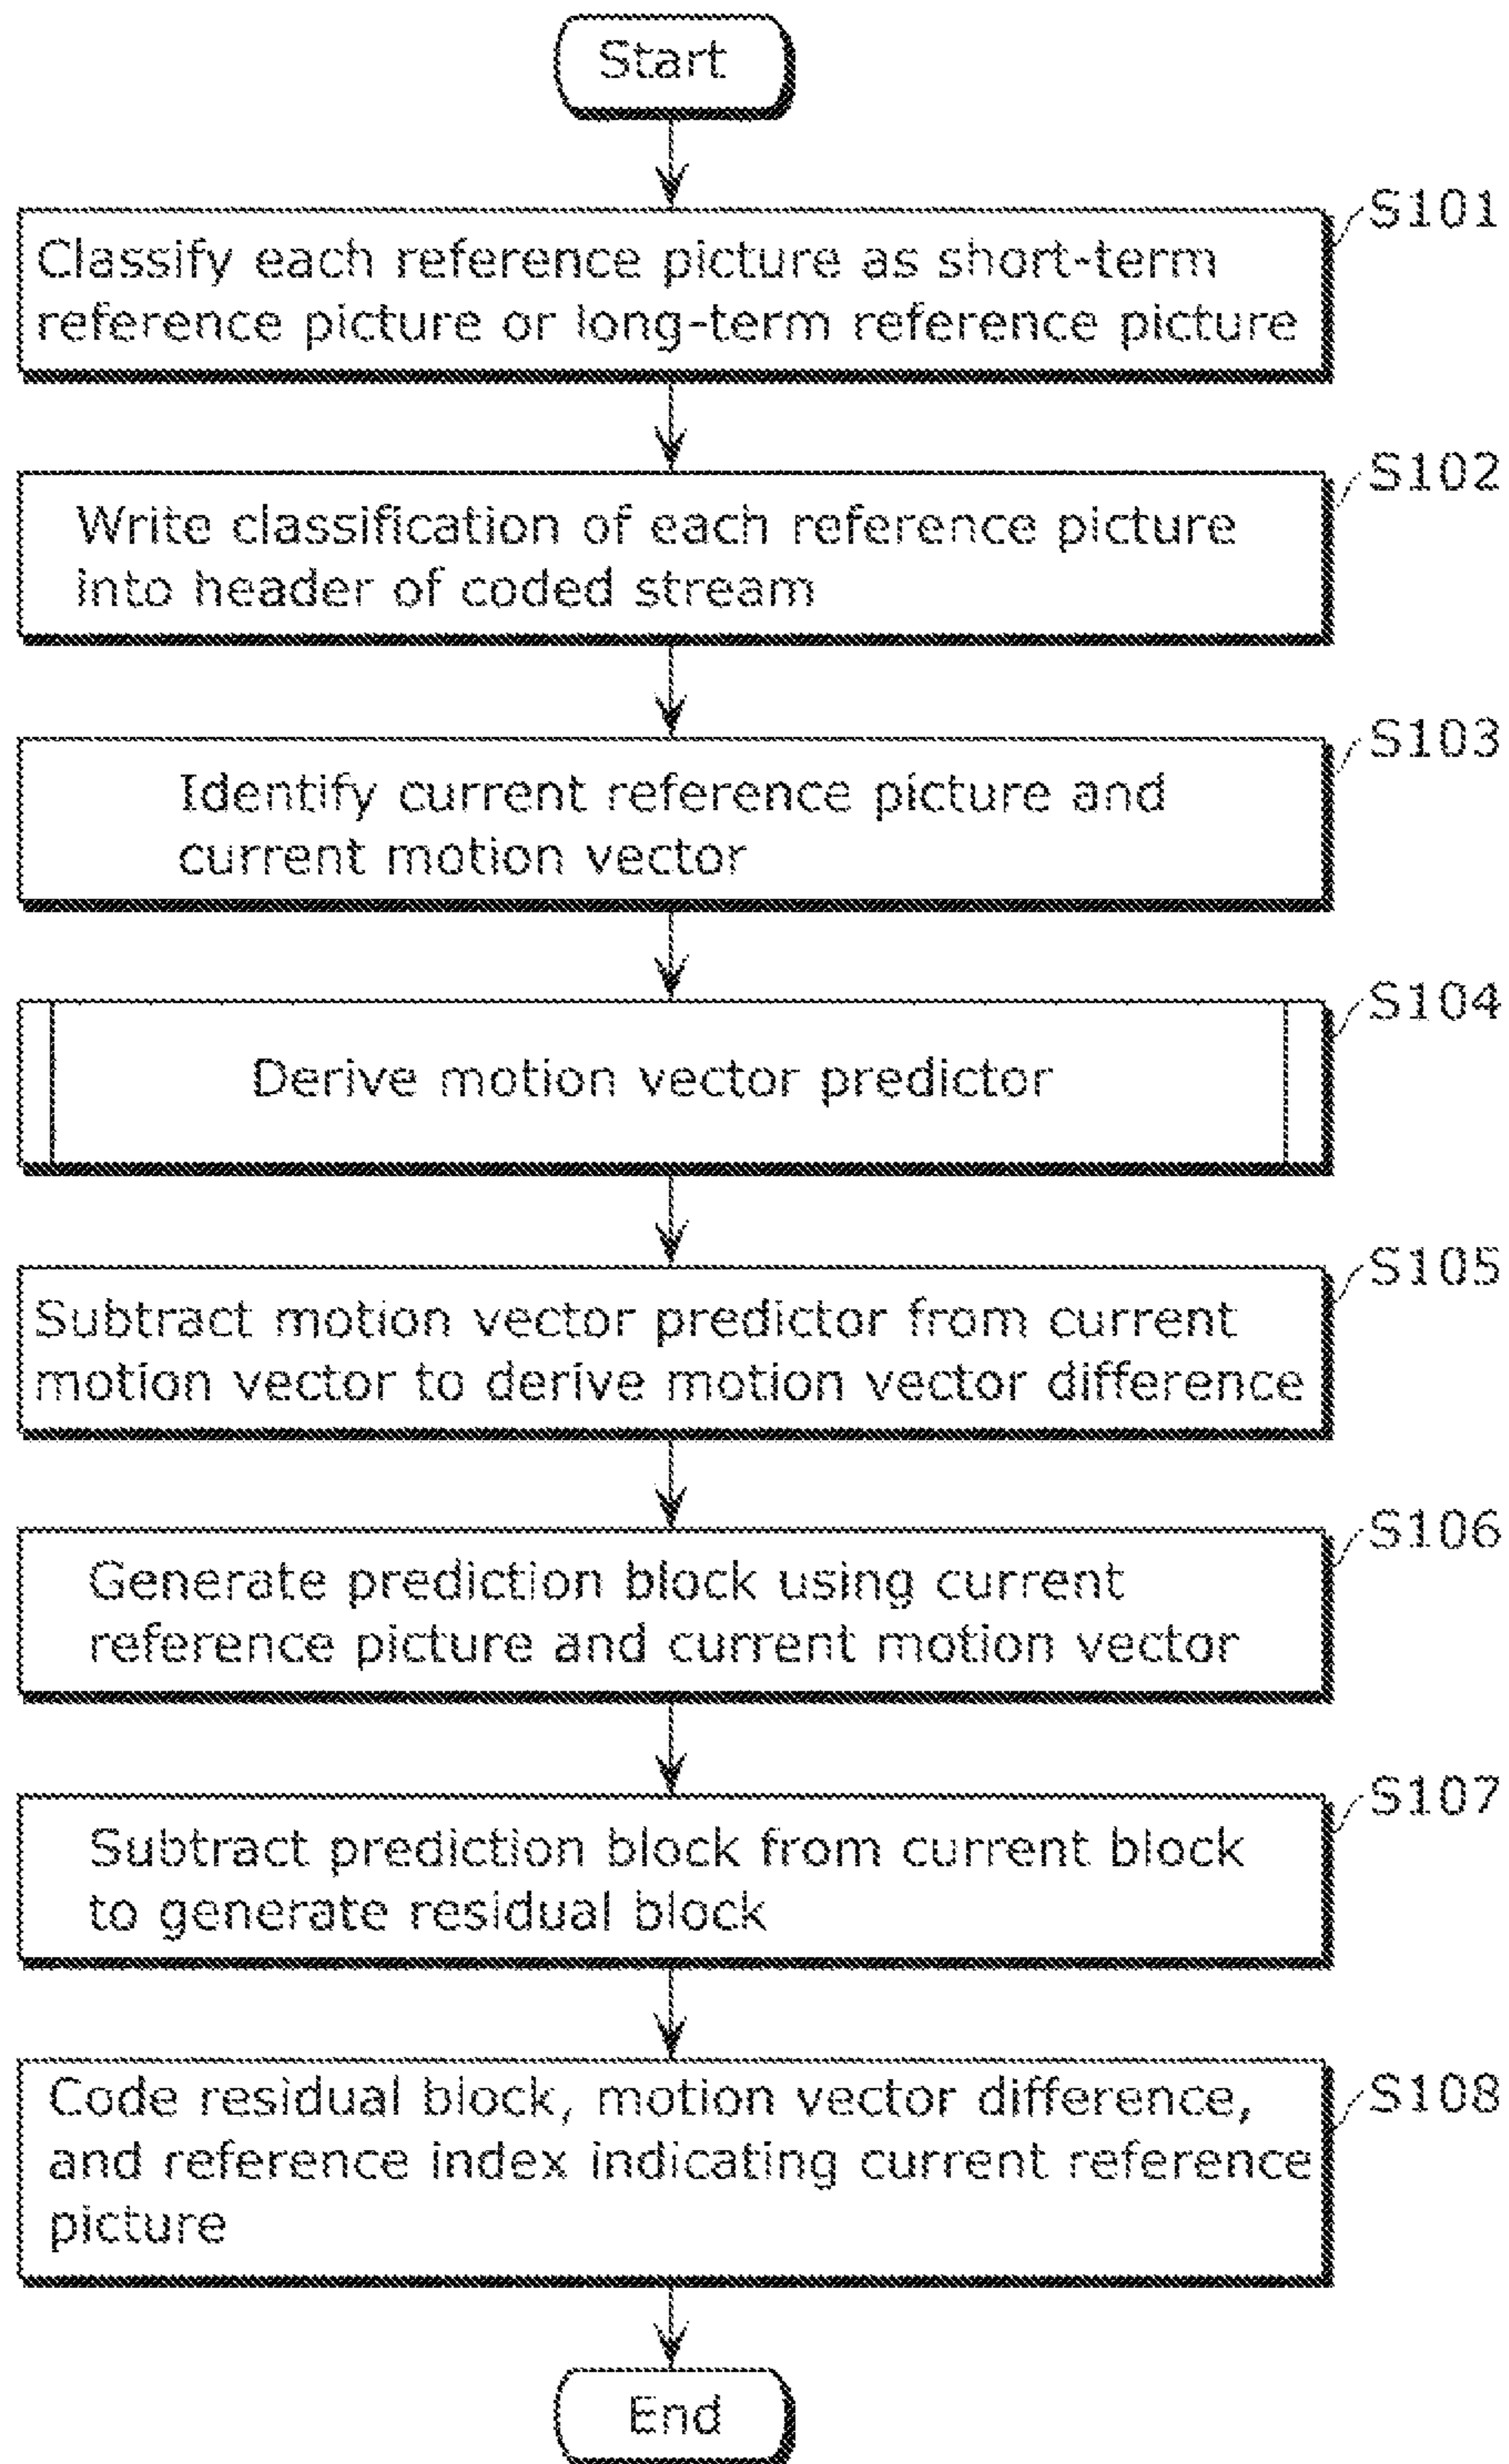 Start
S101
Classify each reference picture as short-term
reference picture or long-term reference picture
S102
Write classification of each reference picture
into header of coded stream
S103
Identify current reference picture and
current motion vector
S104
Derive motion vector predictor
S105
Subtract motion vector predictor from current
motion vector to derive motion vector difference
S106
Generate prediction block using current
reference picture and current motion vector
S107
Subtract prediction block from current block
to generate residual block
S108
Code residual block, motion vector difference,
and reference index indicating current reference
picture
End